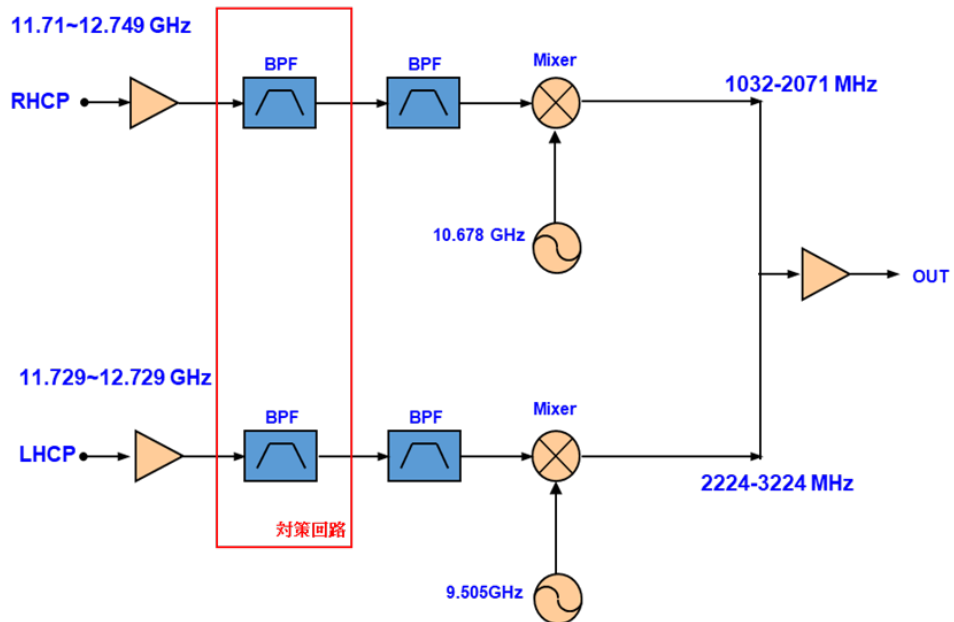 11.71~12.749 GHz
BPF
BPF
Mixer
RHCP
1032-2071 MHz
10.678 GHz
OUT
11.729~12.729 GHz
BPF
BPF
Mixer
LHCP
2224-3224 MHz
対策回路
9.505GHz